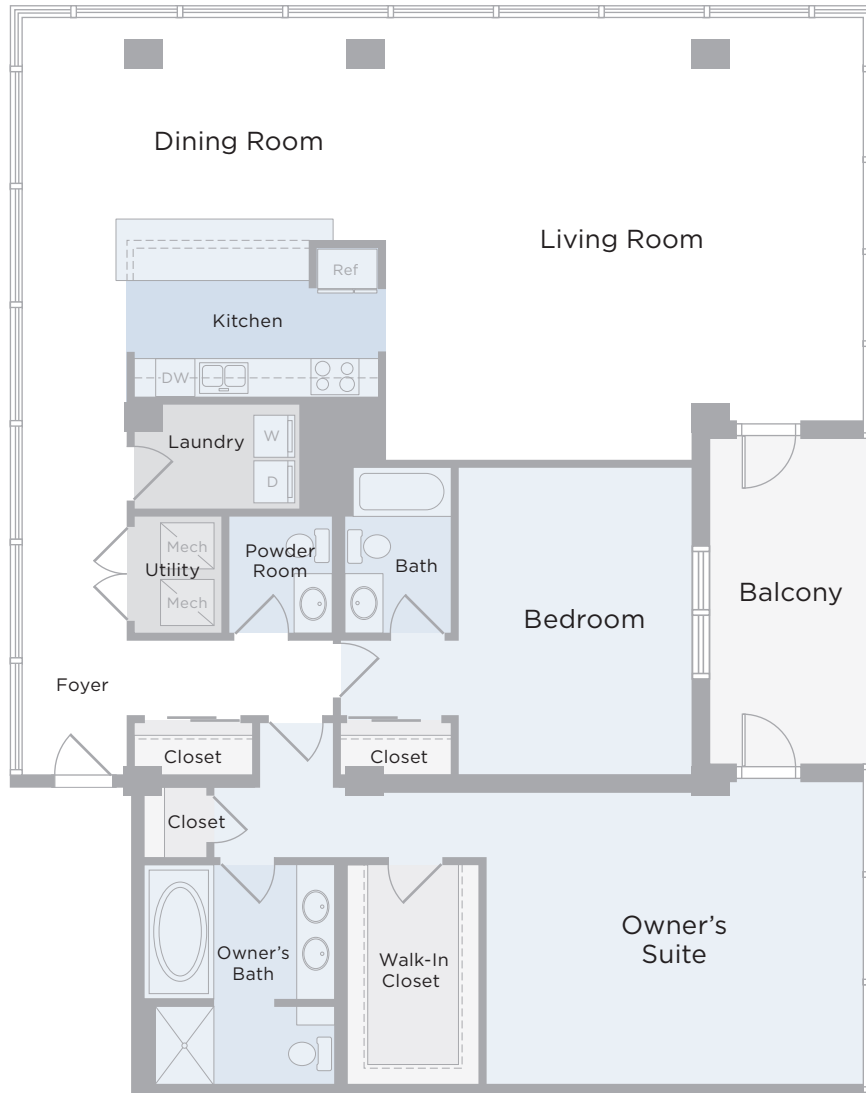 Dining Room
Living Room
Ref
Kitchen
DW
Laundry
W
D
Mech
Utility
Mech
Powder
Room
Bath
Bedroom
Balcony
Foyer
Closet
Closet
Closet
Owner’s
Suite
Owner’s
Bath
Walk-In
Closet